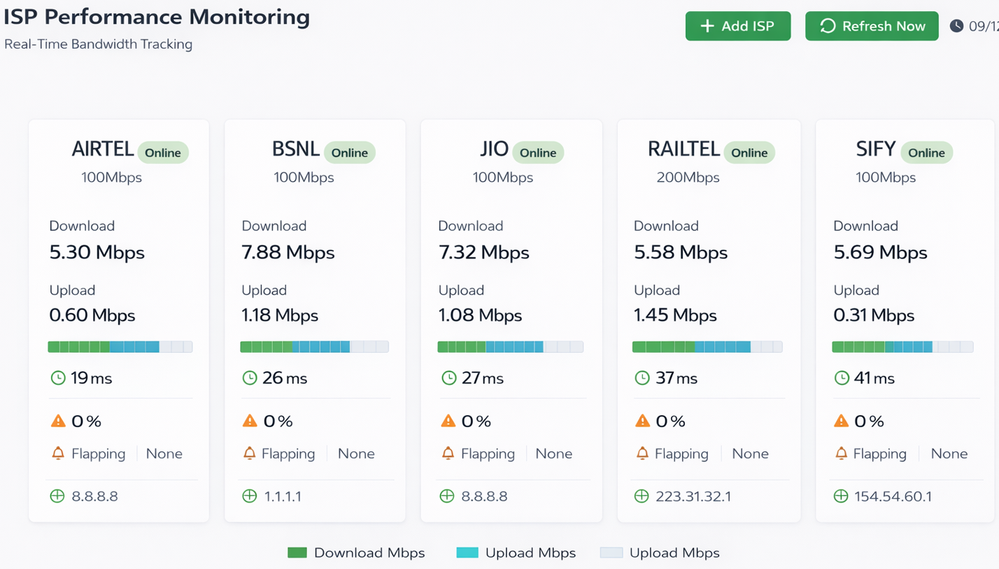 ISP Performance Monitoring
Real-Time Bandwidth Tracking
+ Add ISP
Refresh Now
09/12
AIRTEL Online
100Mbps
Download
5.30 Mbps
Upload
0.60 Mbps
19 ms
0 %
Flapping None
8.8.8.8
BSNL Online
100Mbps
Download
7.88 Mbps
Upload
1.18 Mbps
26 ms
0 %
Flapping None
1.1.1.1
JIO Online
100Mbps
Download
7.32 Mbps
Upload
1.08 Mbps
27 ms
0 %
Flapping None
8.8.8.8
RAILTEL Online
200Mbps
Download
5.58 Mbps
Upload
1.45 Mbps
37 ms
0 %
Flapping None
223.31.32.1
SIFY Online
100Mbps
Download
5.69 Mbps
Upload
0.31 Mbps
41 ms
0 %
Flapping None
154.54.60.1
Download Mbps
Upload Mbps
Upload Mbps